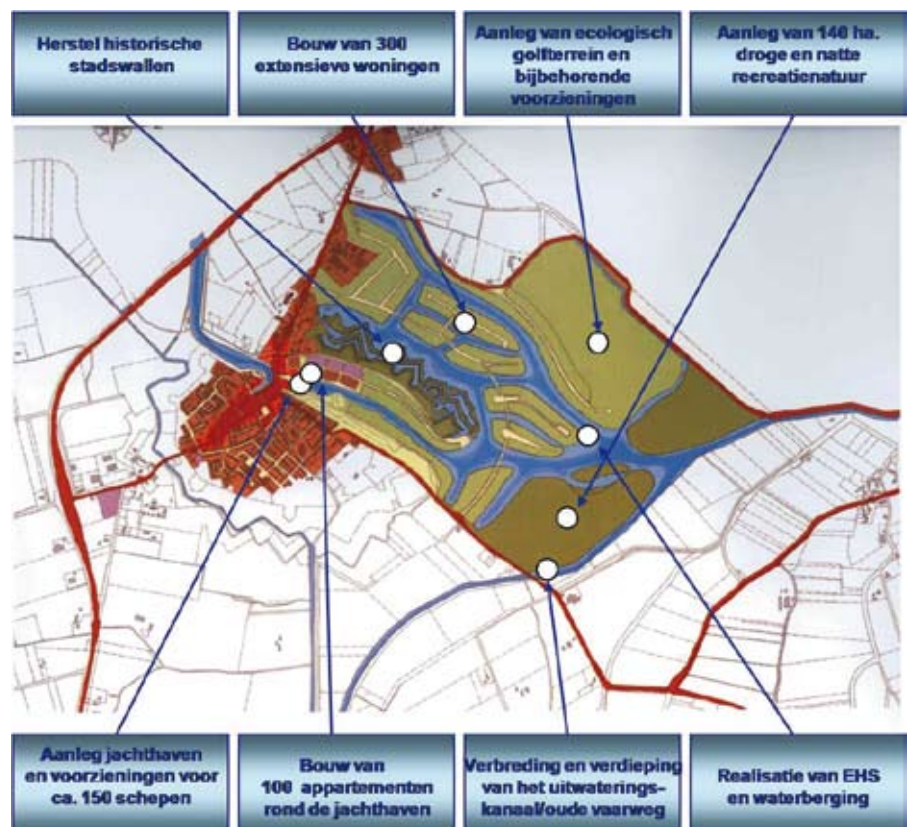 Herstel historische
stadswallen
Bouw van 300
extensieve woningen
Aanleg van ecologisch
golfterrein en
bijbehorende
voorzieningen
Aanleg van 140 ha.
droge en natte
recreatienatuur
Aanleg jachthaven
en voorzieningen voor
ca. 150 schepen
Bouw van
100 appartementen
rond de jachthaven
Verbreding en verdieping
van het uitwaterings-
kanaal/oude vaarweg
Realisatie van EHS
en waterberging